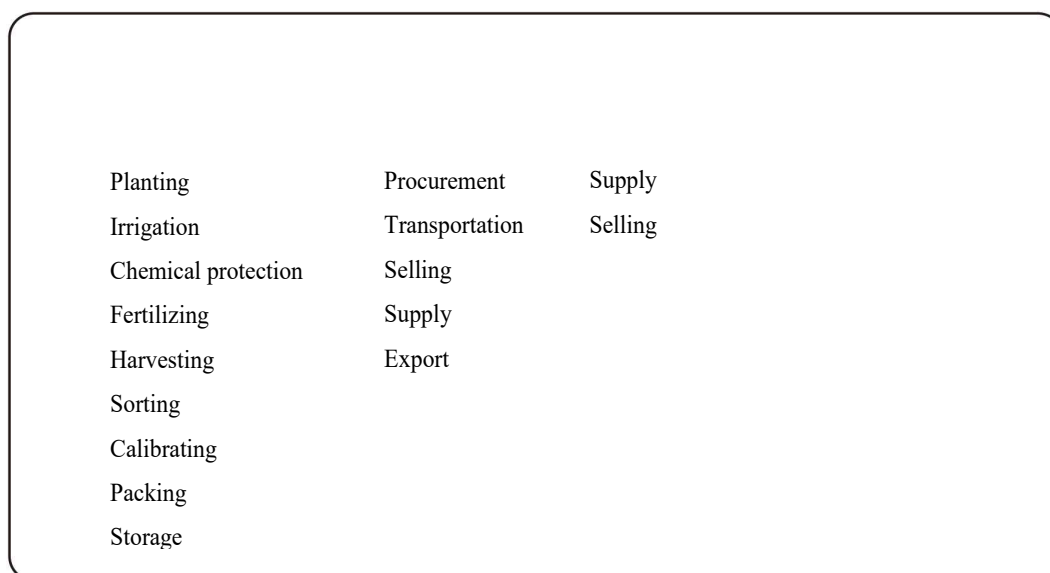 Planting
Irrigation
Chemical protection
Fertilizing
Harvesting
Sorting
Calibrating
Packing
Storage
Procurement
Transportation
Selling
Supply
Export
Supply
Selling